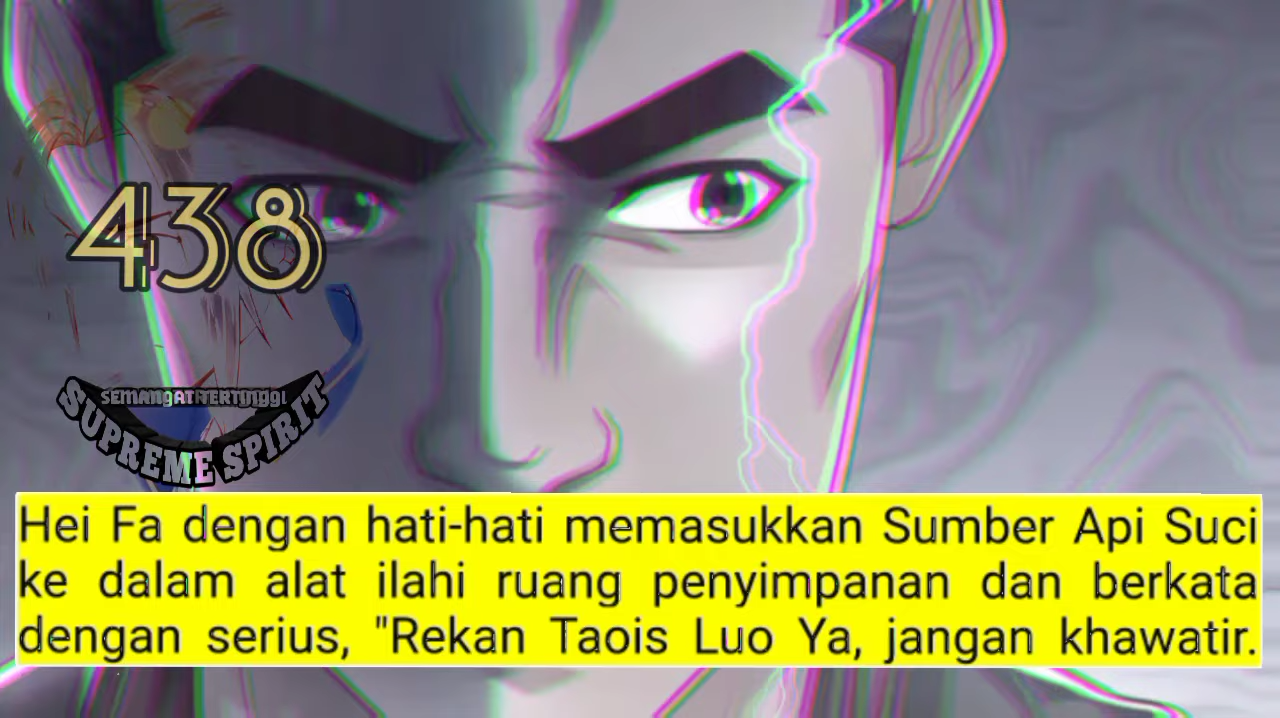 438
SEMANGAT TERTINGGI
SUPREME SPIRIT
Hei Fa dengan hati-hati memasukkan Sumber Api Suci
ke dalam alat ilahi ruang penyimpanan dan berkata
dengan serius, "Rekan Taois Luo Ya, jangan khawatir.